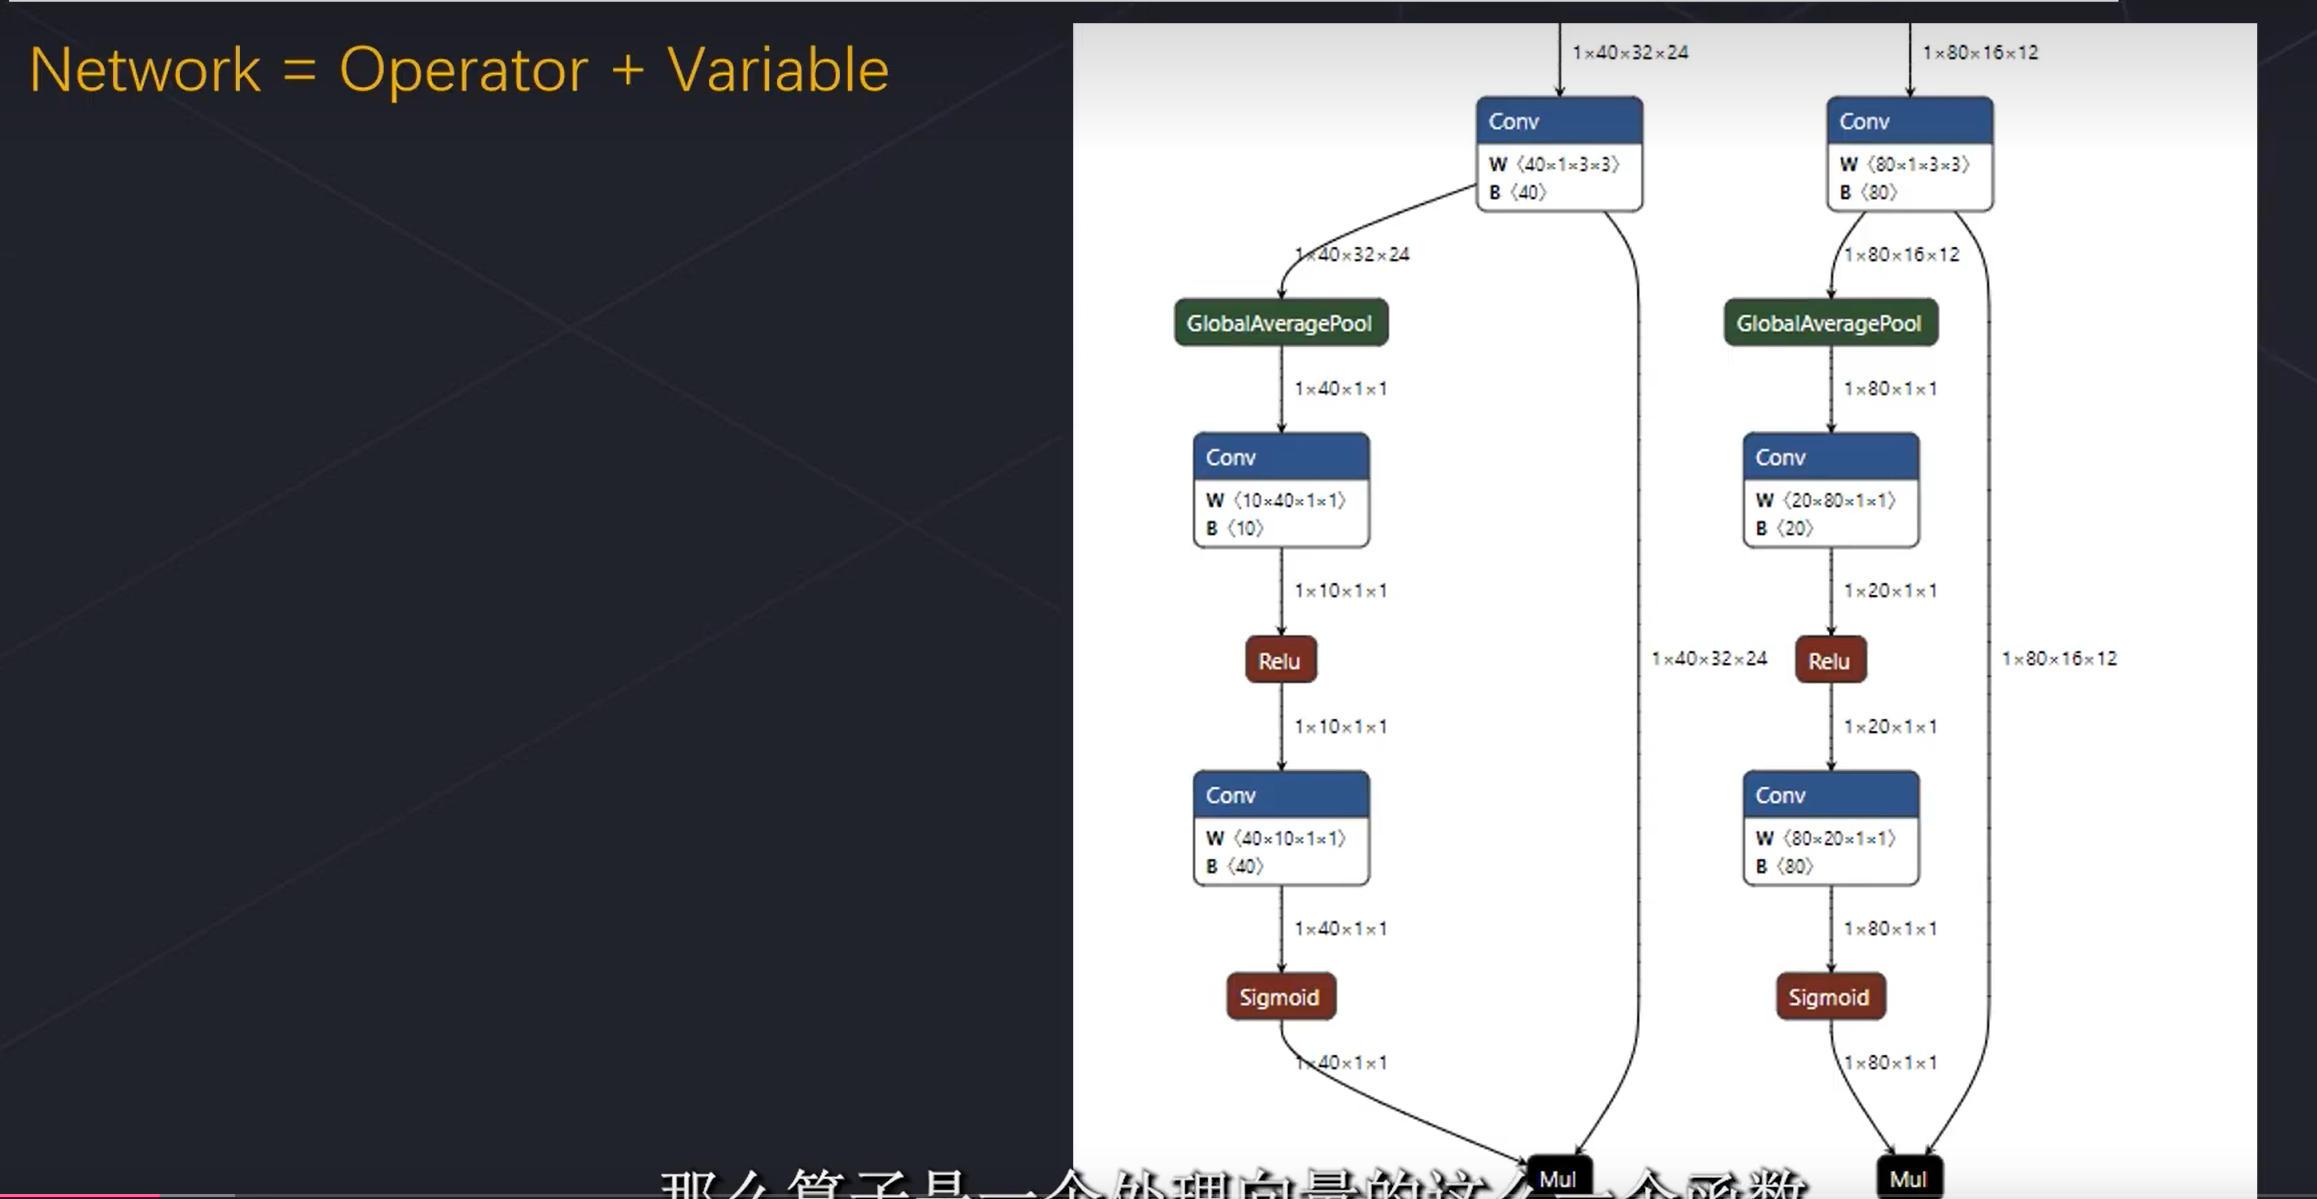 Network = Operator + Variable
1×40×32×24
1×80×16×12
Conv
W ⟨40×1×3×3⟩
B ⟨40⟩
Conv
W ⟨80×1×3×3⟩
B ⟨80⟩
1×40×32×24
1×80×16×12
GlobalAveragePool
GlobalAveragePool
1×40×1×1
1×80×1×1
Conv
W ⟨10×40×1×1⟩
B ⟨10⟩
Conv
W ⟨20×80×1×1⟩
B ⟨20⟩
1×10×1×1
1×20×1×1
Relu
1×40×32×24
Relu
1×80×16×12
1×10×1×1
1×20×1×1
Conv
W ⟨40×10×1×1⟩
B ⟨40⟩
Conv
W ⟨80×20×1×1⟩
B ⟨80⟩
1×40×1×1
1×80×1×1
Sigmoid
Sigmoid
1×40×1×1
1×80×1×1
Mul
Mul
那么算子是一个处理向量的这么一个函数